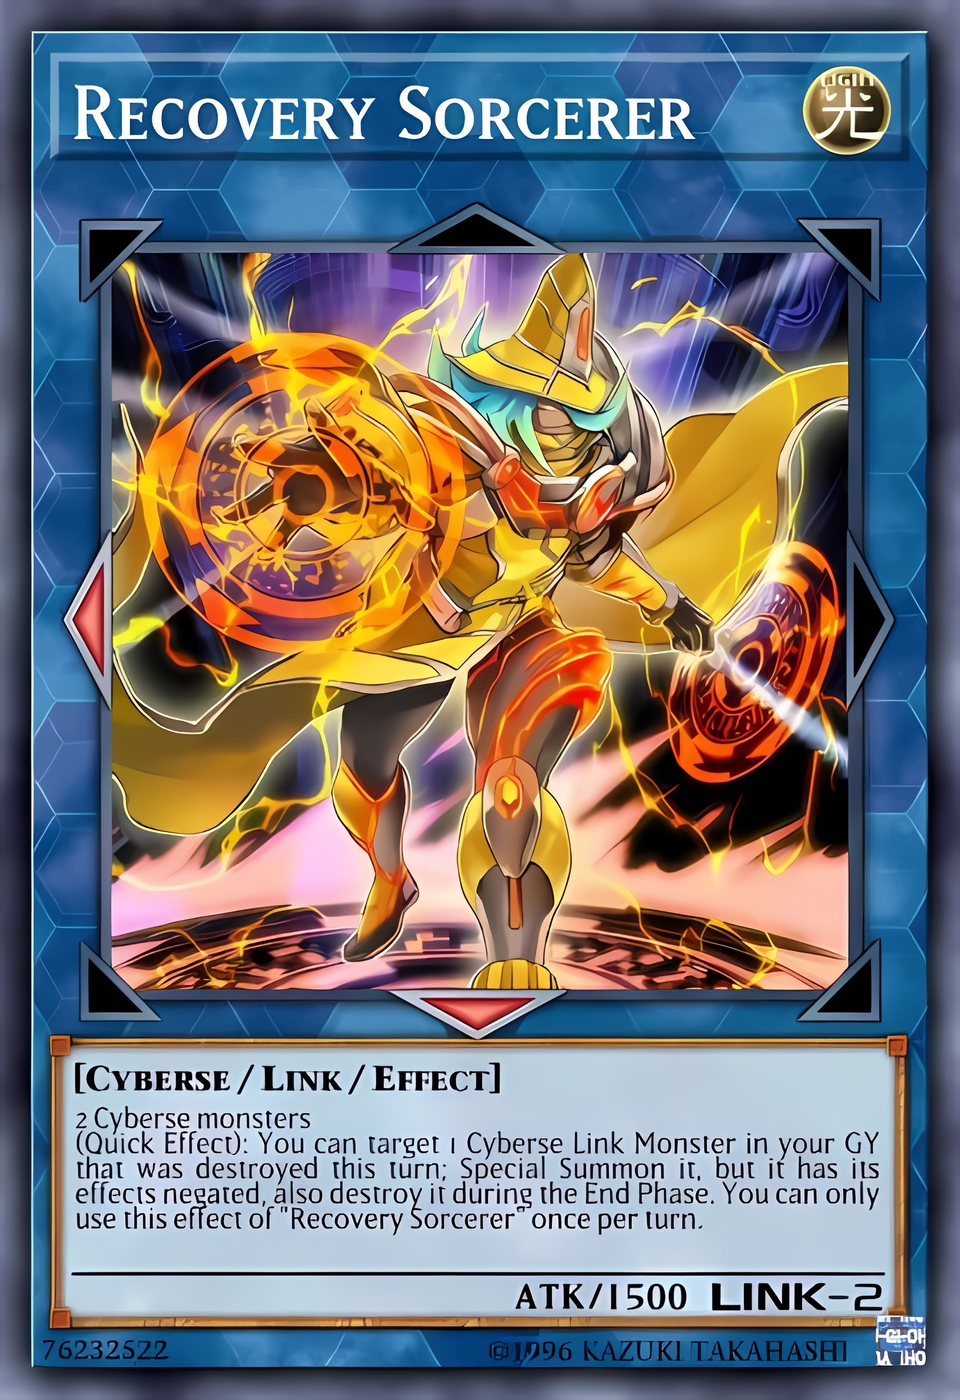 Recovery Sorcerer
光
[Cyberse / Link / Effect]
2 Cyberse monsters
(Quick Effect): You can target 1 Cyberse Link Monster in your GY
that was destroyed this turn; Special Summon it, but it has its
effects negated, also destroy it during the End Phase. You can only
use this effect of "Recovery Sorcerer" once per turn.
ATK/1500 LINK-2
76232522
©1996 KAZUKI TAKAHASHI